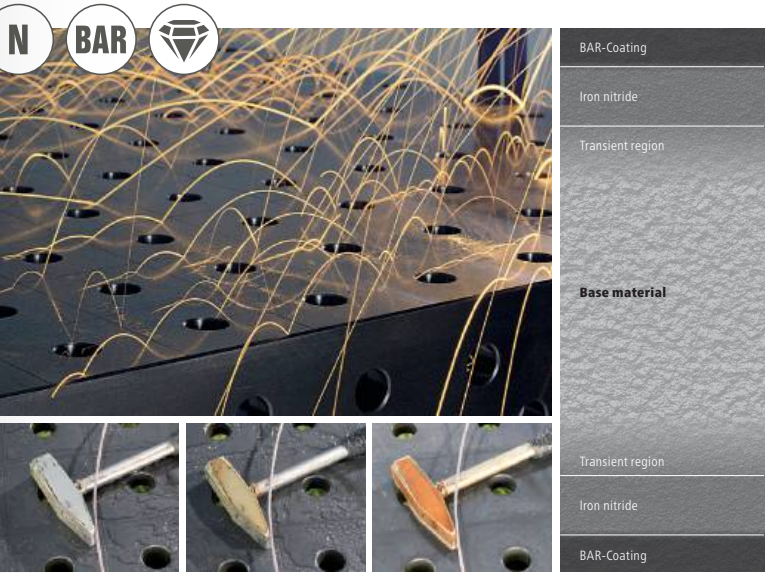 N
BAR
BAR-Coating
Iron nitride
Transient region
Base material
Transient region
Iron nitride
BAR-Coating